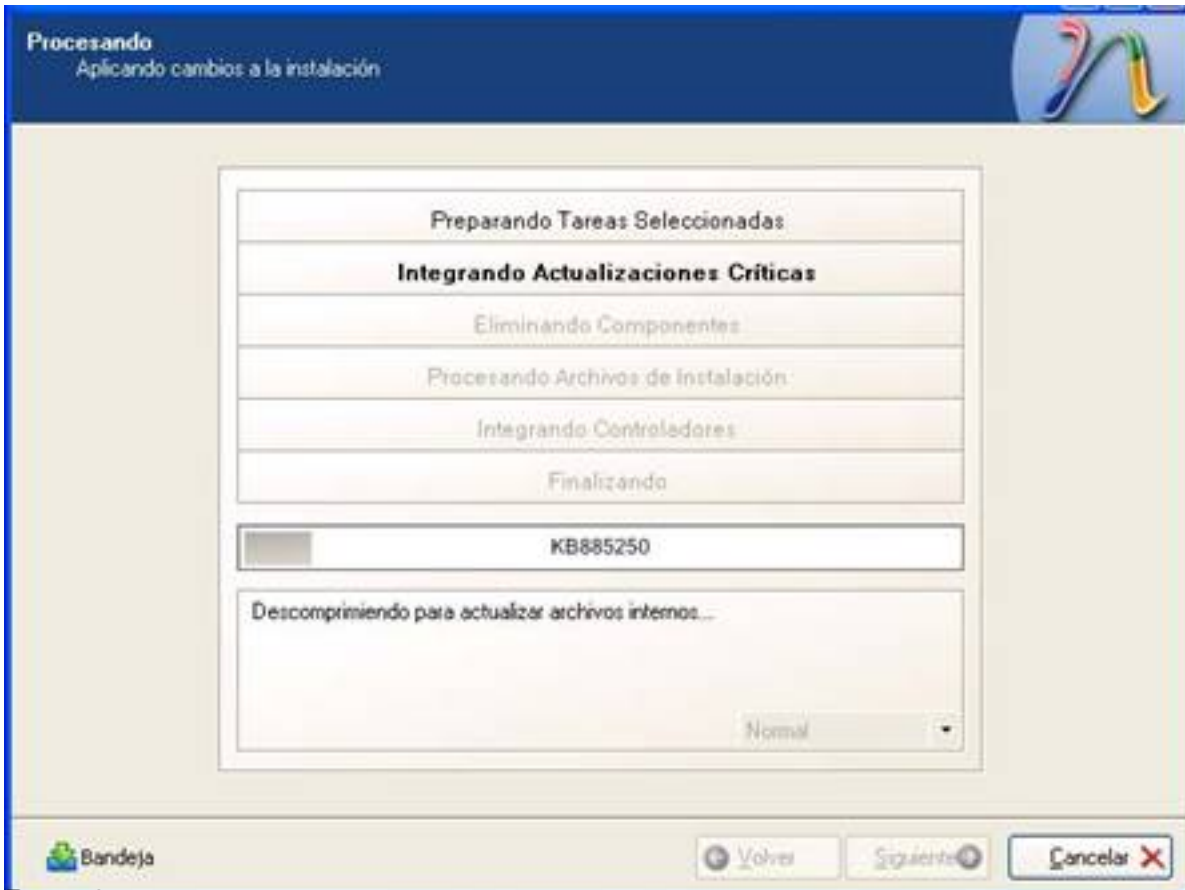 Procesando
Aplicando cambios a la instalación
Preparando Tareas Seleccionadas
Integrando Actualizaciones Críticas
Eliminando Componentes
Procesando Archivos de Instalación
Integrando Controladores
Finalizando
KB885250
Descomprimiendo para actualizar archivos internos...
Normal
Bandeja
Volver
Siguiente
Cancelar